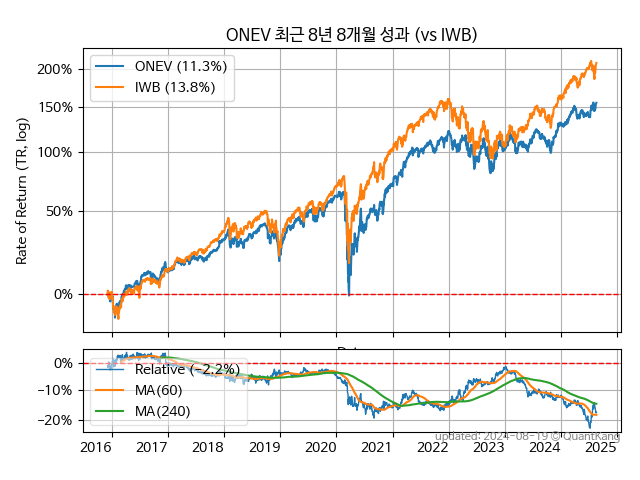 ONEV 최근 8년 8개월 성과 (vs IWB)
ONEV (11.3%)
IWB (13.8%)
Rate of Return (TR, log)
200%
150%
100%
50%
0%
Relative (−2.2%)
MA(60)
MA(240)
0%
−10%
−20%
2016 2017 2018 2019 2020 2021 2022 2023 2024 2025
updated: 2024-08-19 © QuantKang